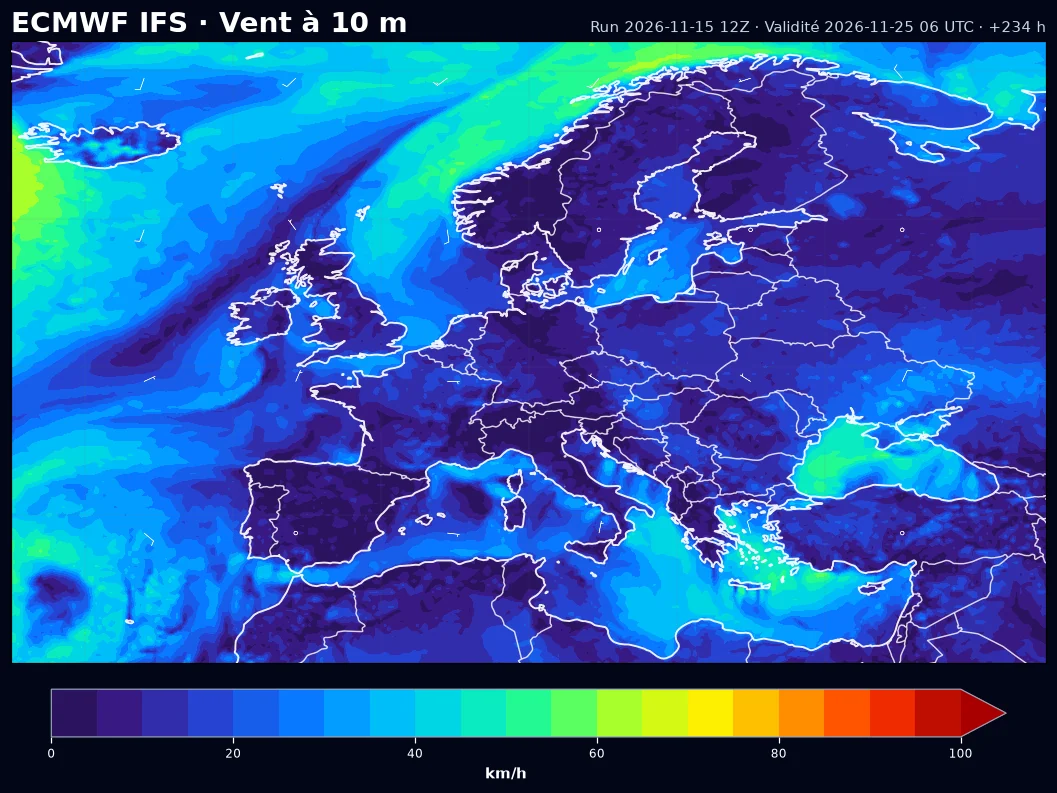 ECMWF IFS · Vent à 10 m
Run 2026-11-15 12Z · Validité 2026-11-25 06 UTC · +234 h
0 20 40 60 80 100
km/h